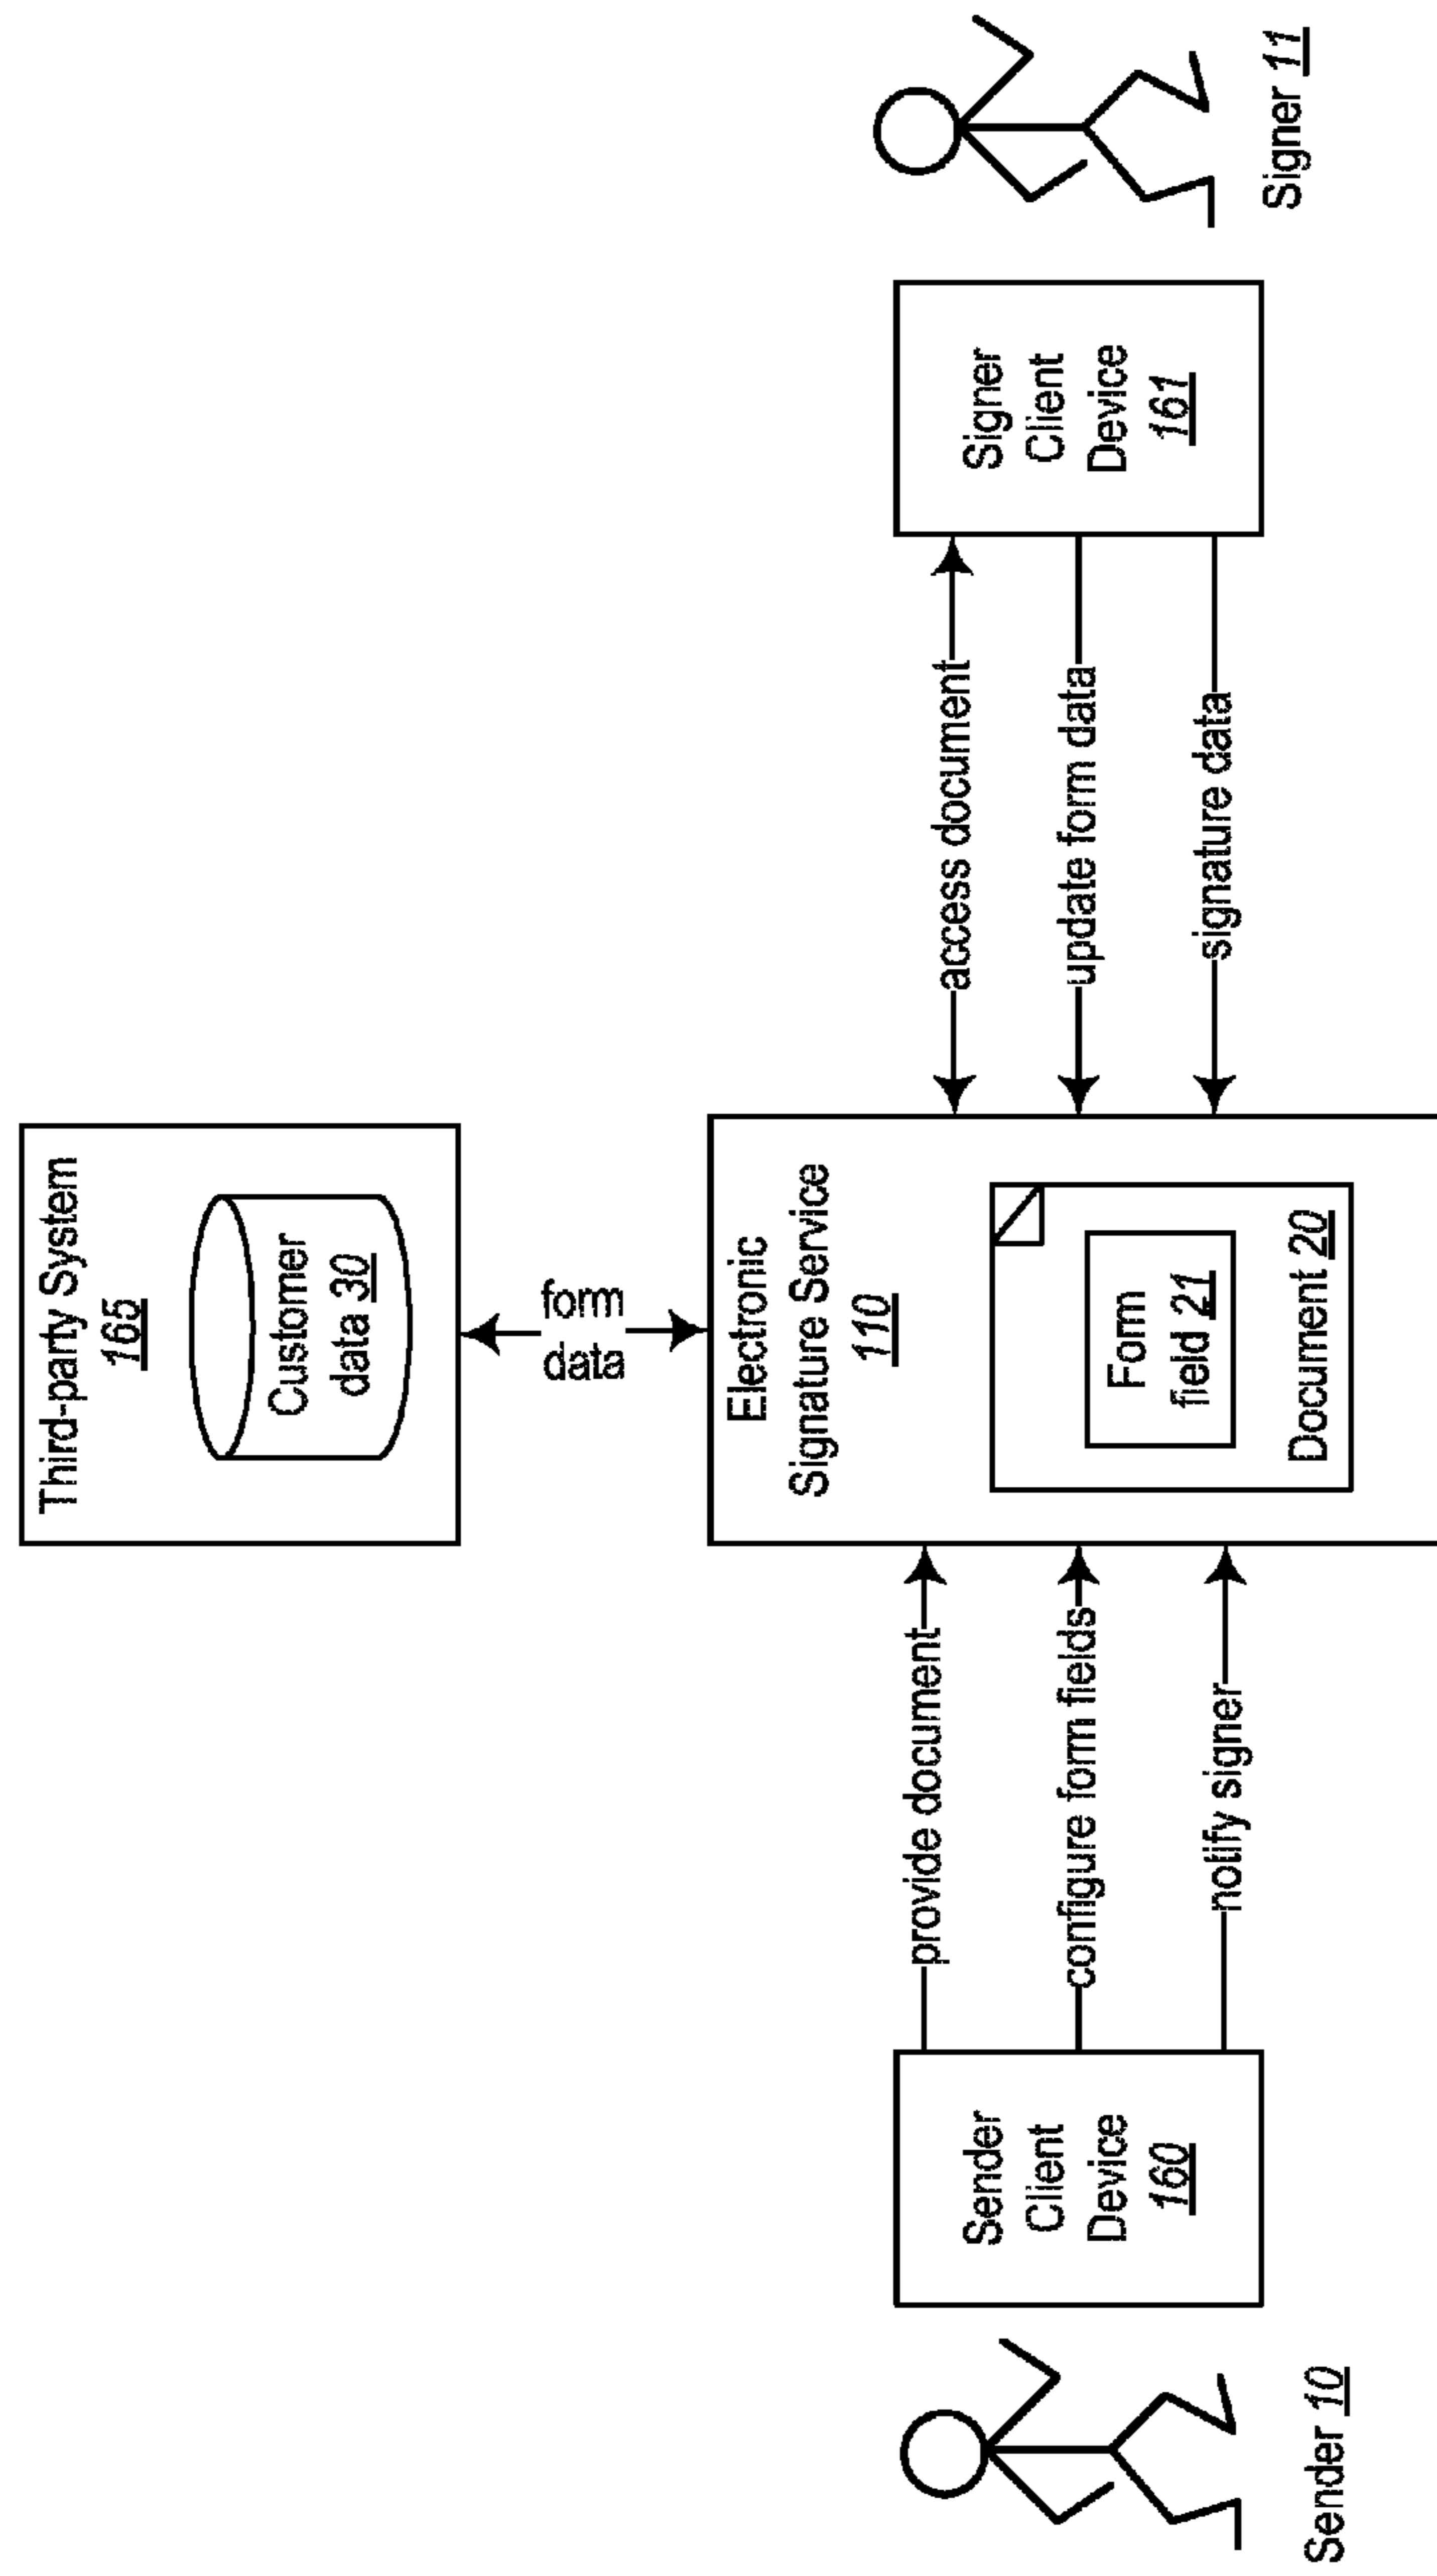 Third-party System
165
Customer
data 30
form
data
Electronic
Signature Service
110
Form
field 21
Document 20
Sender 10
Sender
Client
Device
160
provide document
configure form fields
notify signer
access document
update form data
signature data
Signer
Client
Device
161
Signer 11